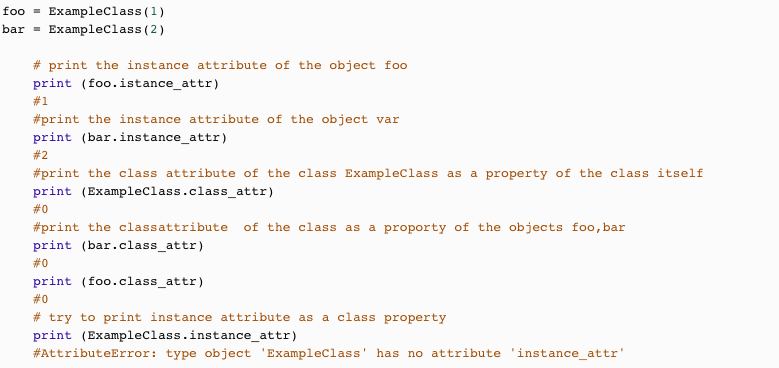 foo = ExampleClass(1)
bar = ExampleClass(2)
# print the instance attribute of the object foo
print (foo.istance_attr)
#1
#print the instance attribute of the object var
print (bar.instance_attr)
#2
#print the class attribute of the class ExampleClass as a property of the class itself
print (ExampleClass.class_attr)
#0
#print the classattribute  of the class as a proporty of the objects foo,bar
print (bar.class_attr)
#0
print (foo.class_attr)
#0
# try to print instance attribute as a class property
print (ExampleClass.instance_attr)
#AttributeError: type object 'ExampleClass' has no attribute 'instance_attr'